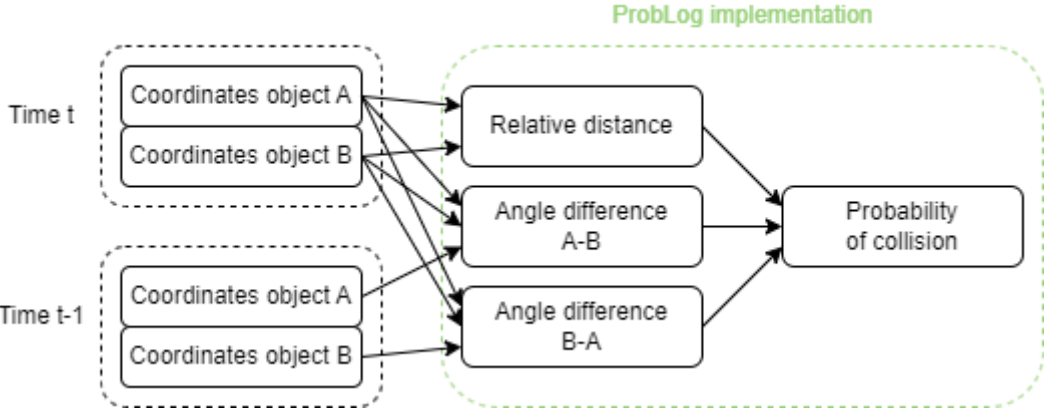 ProbLog implementation
Time t
Coordinates object A
Coordinates object B
Relative distance
Angle difference
A-B
Probability
of collision
Time t-1
Coordinates object A
Coordinates object B
Angle difference
B-A